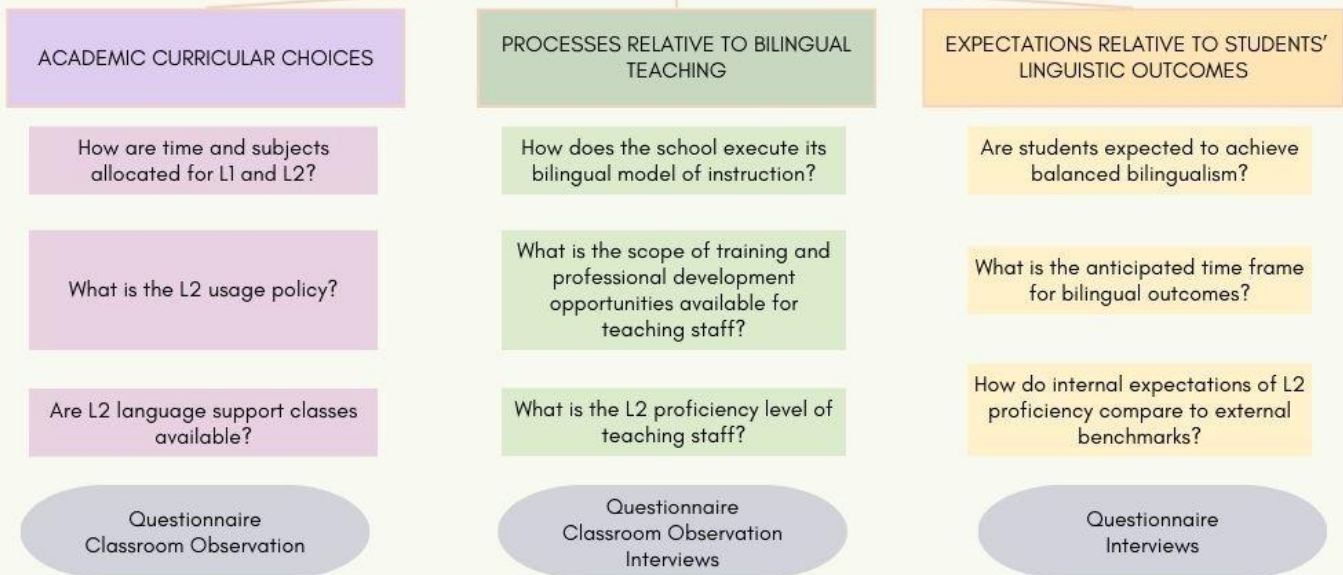 ACADEMIC CURRICULAR CHOICES
How are time and subjects
allocated for L1 and L2?
What is the L2 usage policy?
Are L2 language support classes
available?
Questionnaire
Classroom Observation
PROCESSES RELATIVE TO BILINGUAL
TEACHING
How does the school execute its
bilingual model of instruction?
What is the scope of training and
professional development
opportunities available for
teaching staff?
What is the L2 proficiency level of
teaching staff?
Questionnaire
Classroom Observation
Interviews
EXPECTATIONS RELATIVE TO STUDENTS'
LINGUISTIC OUTCOMES
Are students expected to achieve
balanced bilingualism?
What is the anticipated time frame
for bilingual outcomes?
How do internal expectations of L2
proficiency compare to external
benchmarks?
Questionnaire
Interviews